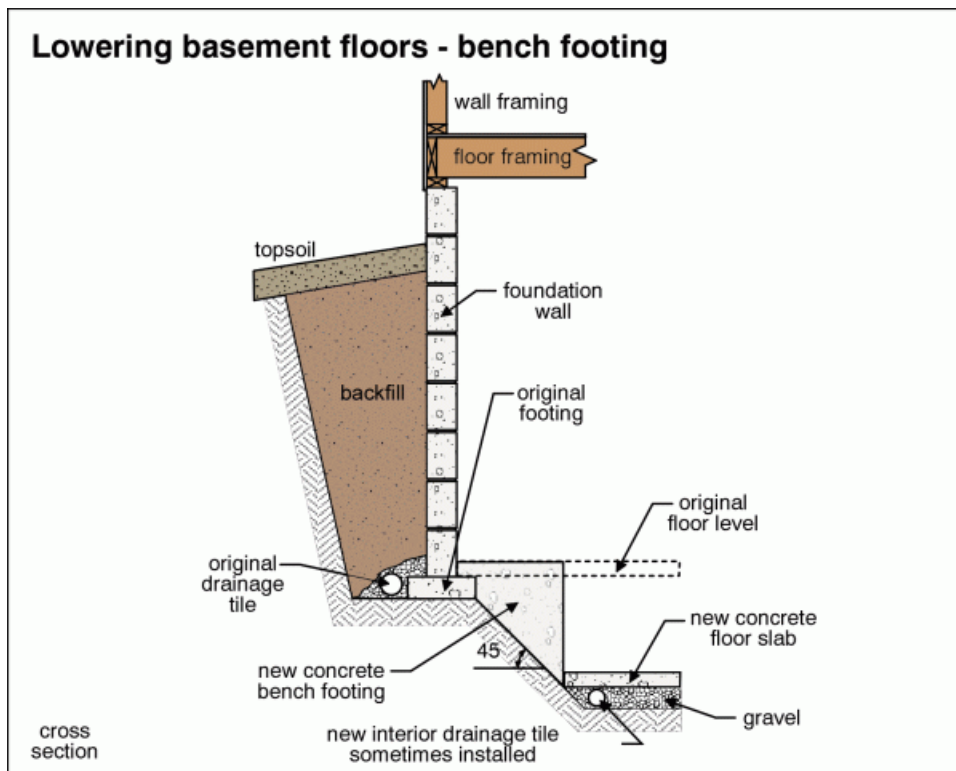 Lowering basement floors - bench footing
wall framing
floor framing
topsoil
foundation
wall
backfill
original
footing
original
floor level
original
drainage
tile
new concrete
floor slab
45
new concrete
bench footing
gravel
new interior drainage tile
sometimes installed
cross
section